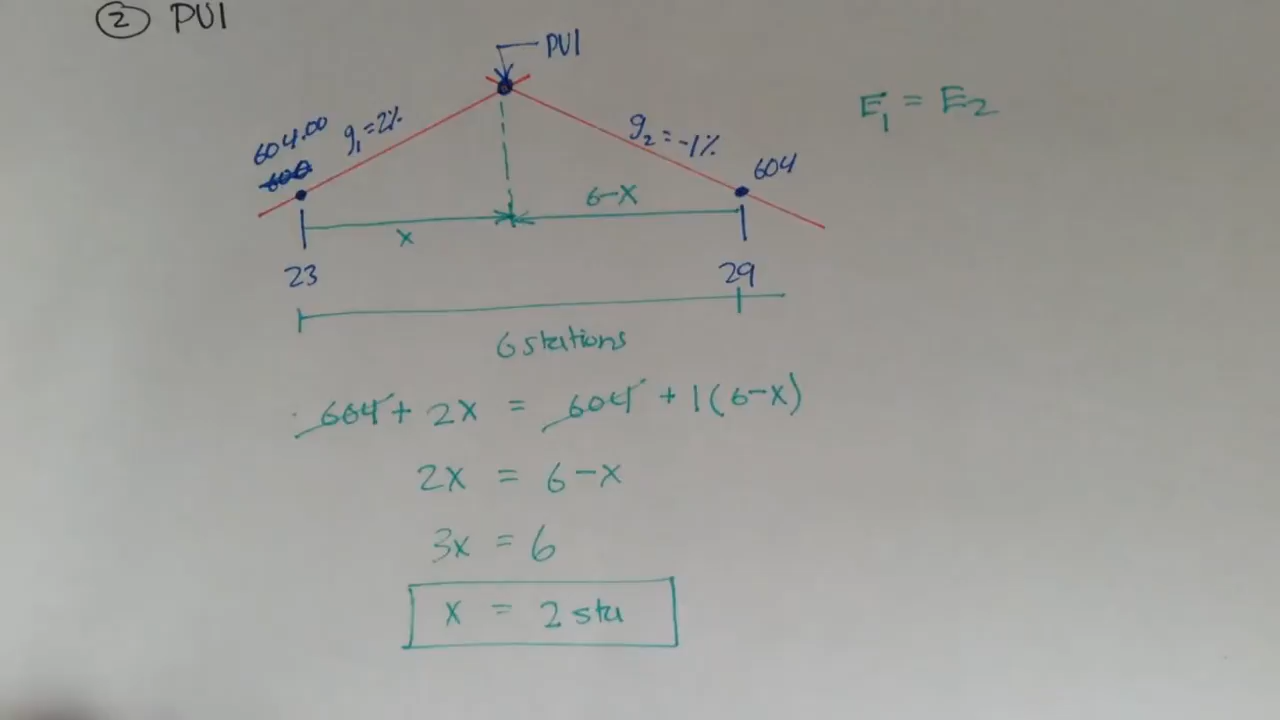 ② PVI
PVI
E₁ = E₂
604.00
600
g₁=2%
g₂ = -1%
604
x
6-x
23
29
6 stations
604 + 2x = 604 + 1(6-x)
2x = 6-x
3x = 6
x = 2 sta